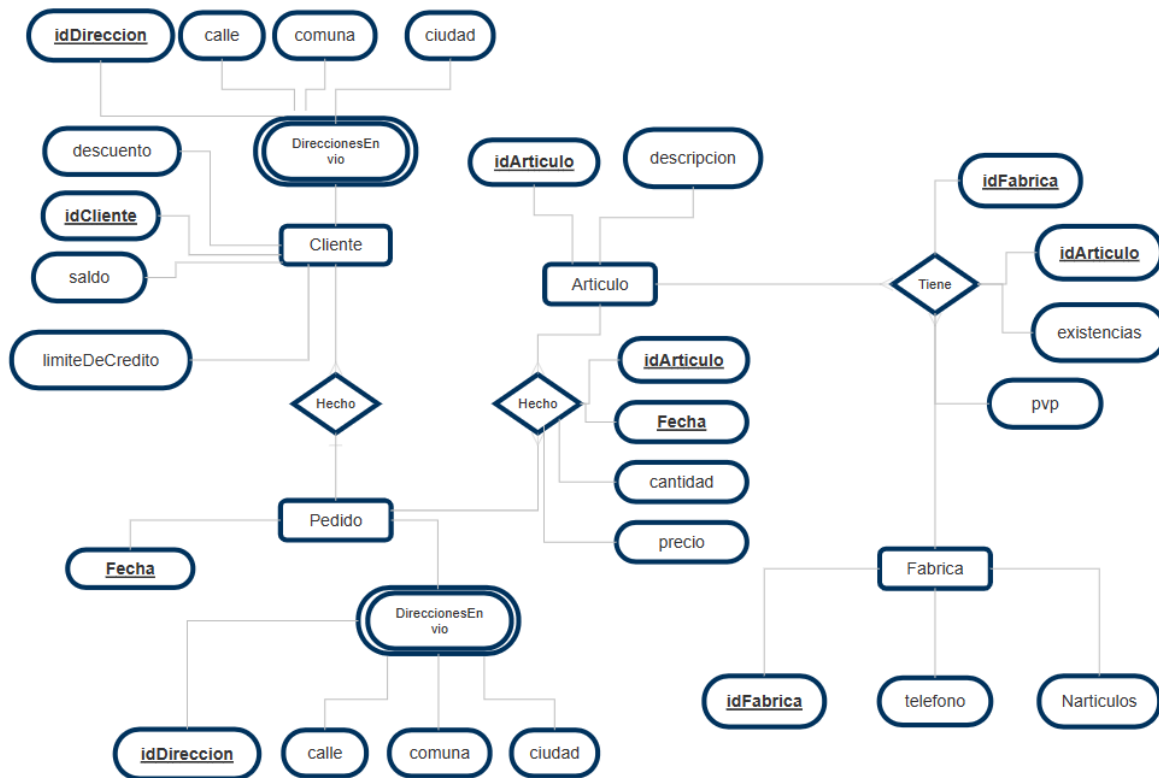 idDireccion
calle
comuna
ciudad
DireccionesEn
vio
descuento
idArticulo
descripcion
idFabrica
idCliente
Cliente
idArticulo
saldo
Articulo
Tiene
existencias
limiteDeCredito
idArticulo
Hecho
Hecho
pvp
Fecha
cantidad
Pedido
precio
Fecha
Fabrica
DireccionesEn
vio
idFabrica
telefono
Narticulos
idDireccion
calle
comuna
ciudad